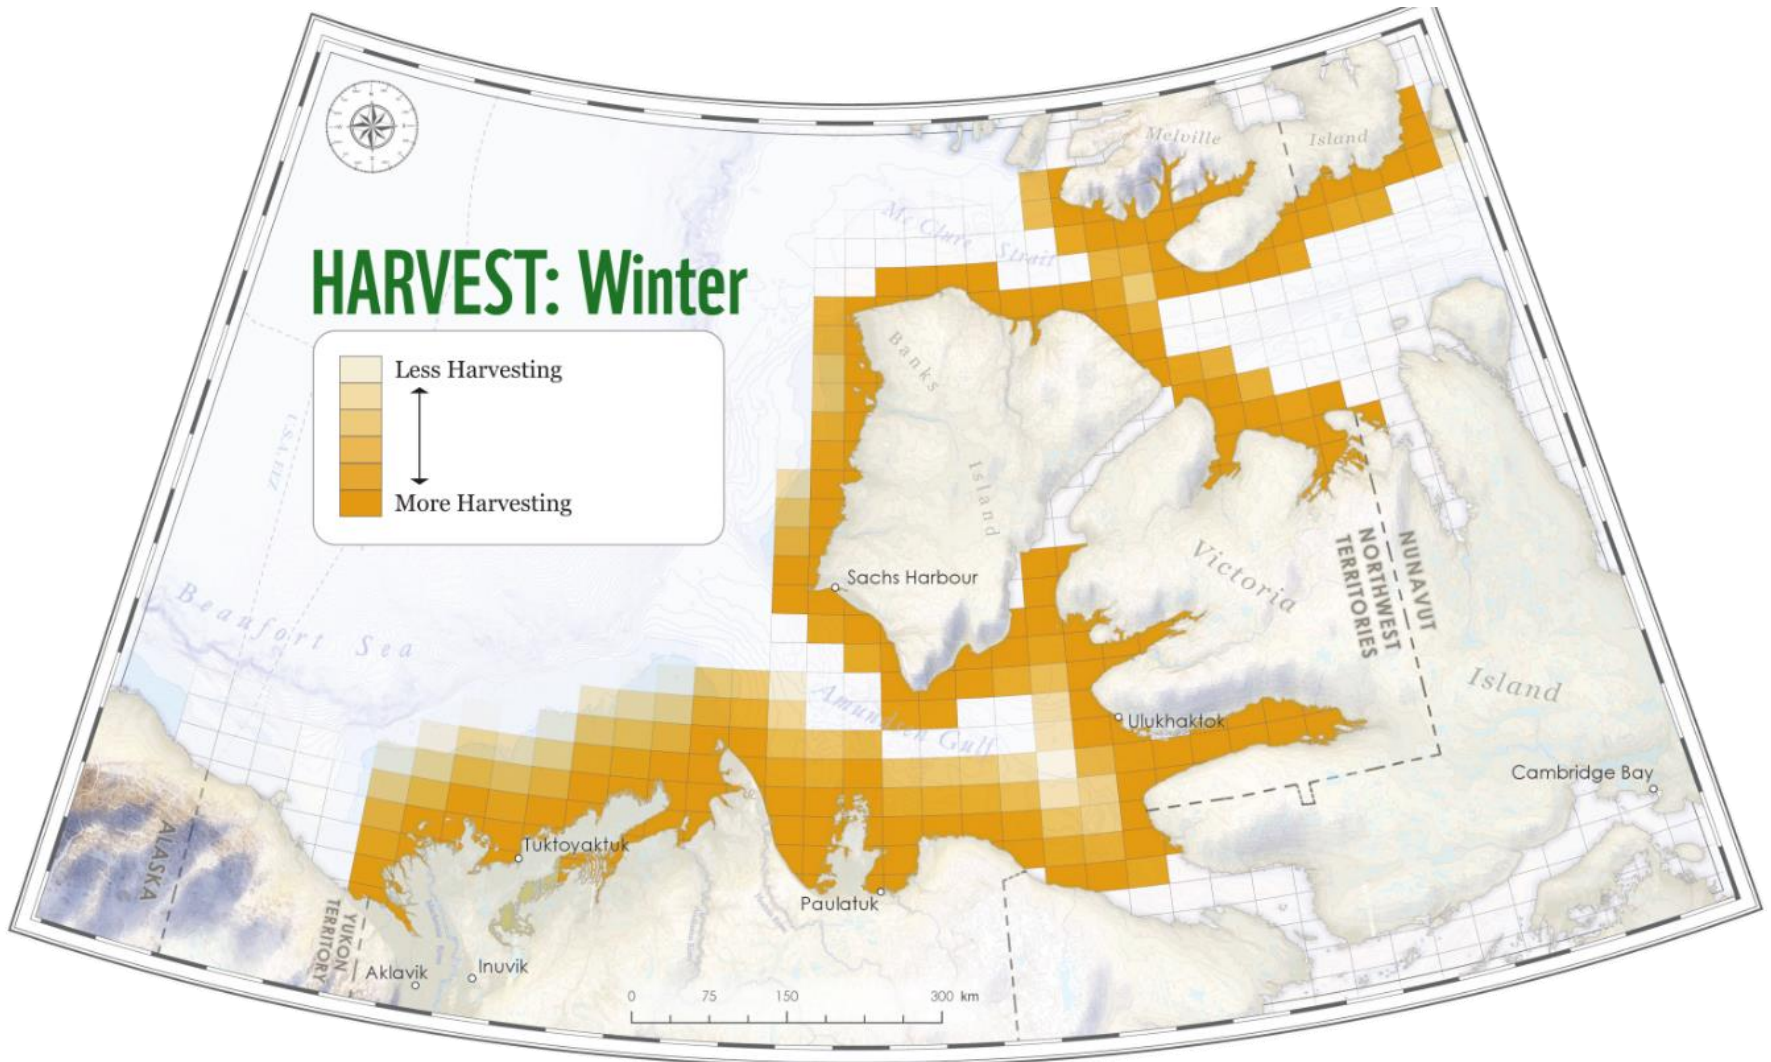 Melville Island
Mc Clure Strait
HARVEST: Winter
Less Harvesting
More Harvesting
Banks Island
U.S.A EEZ
Beaufort Sea
Sachs Harbour
Victoria Island
NUNAVUT
NORTHWEST
TERRITORIES
Amundsen Gulf
Ulukhaktok
Cambridge Bay
ALASKA
Tuktoyaktuk
Paulatuk
YUKON
TERRITORY
Aklavik
Inuvik
0 75 150 300 km